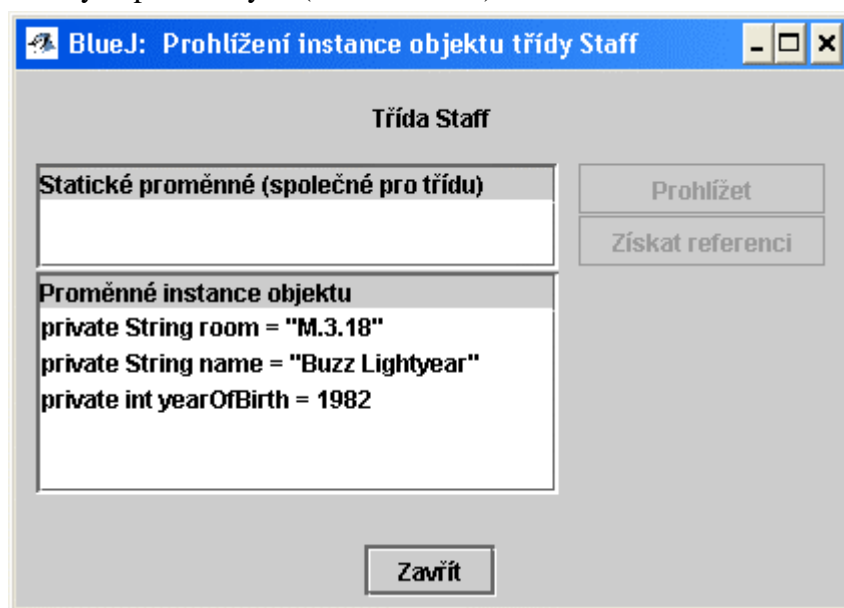 BlueJ: Prohlížení instance objektu třídy Staff
Třída Staff
Statické proměnné (společné pro třídu)
Prohlížet
Získat referenci
Proměnné instance objektu
private String room = "M.3.18"
private String name = "Buzz Lightyear"
private int yearOfBirth = 1982
Zavřít